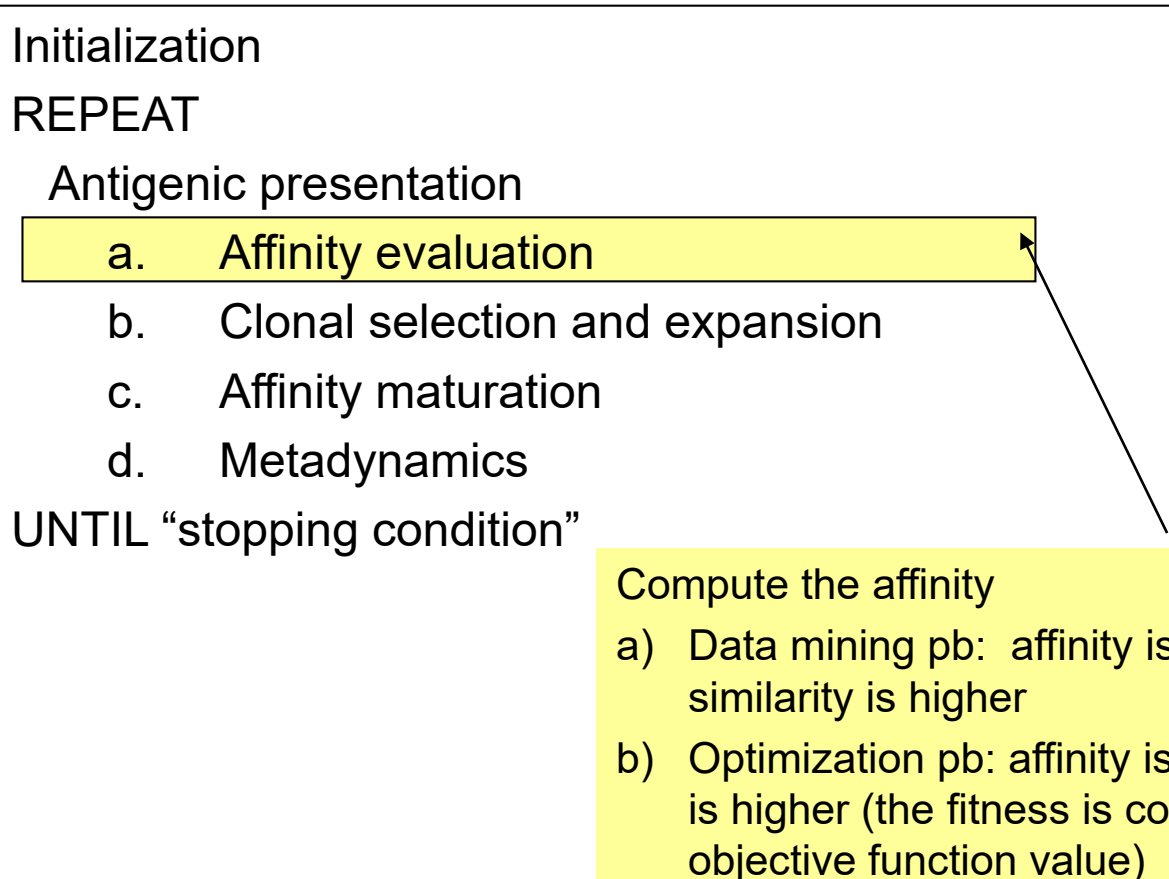 Initialization
REPEAT
Antigenic presentation
a. Affinity evaluation
b. Clonal selection and expansion
c. Affinity maturation
d. Metadynamics
UNTIL “stopping condition”
Compute the affinity
a) Data mining pb: affinity is
similarity is higher
b) Optimization pb: affinity is
is higher (the fitness is co
objective function value)